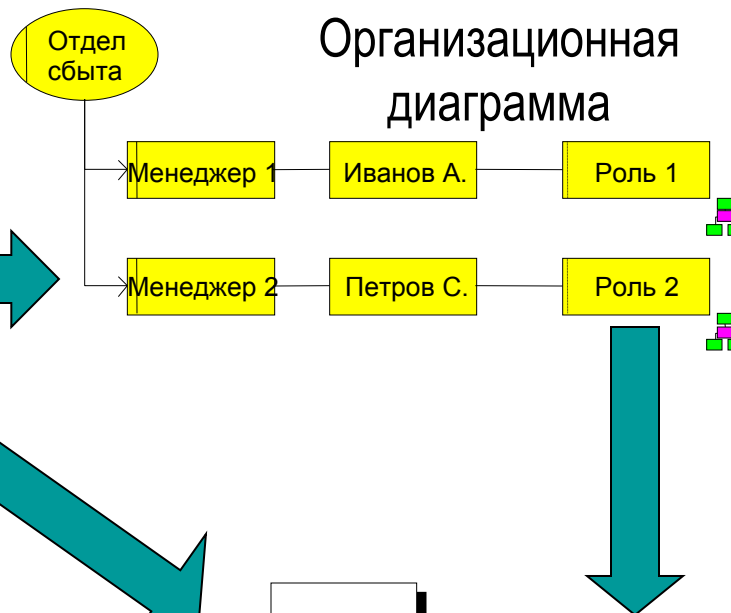 Отдел
сбыта
Организационная
диаграмма
Менеджер 1
Иванов А.
Роль 1
Менеджер 2
Петров С.
Роль 2